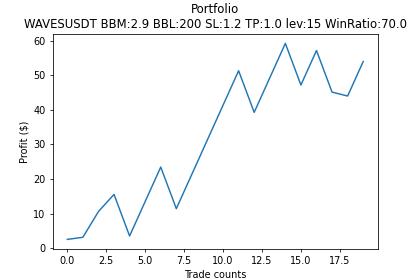 Portfolio
WAVESUSDT BBM:2.9 BBL:200 SL:1.2 TP:1.0 lev:15 WinRatio:70.0
60
50
40
30
20
10
0
Profit ($)
0.0 2.5 5.0 7.5 10.0 12.5 15.0 17.5
Trade counts